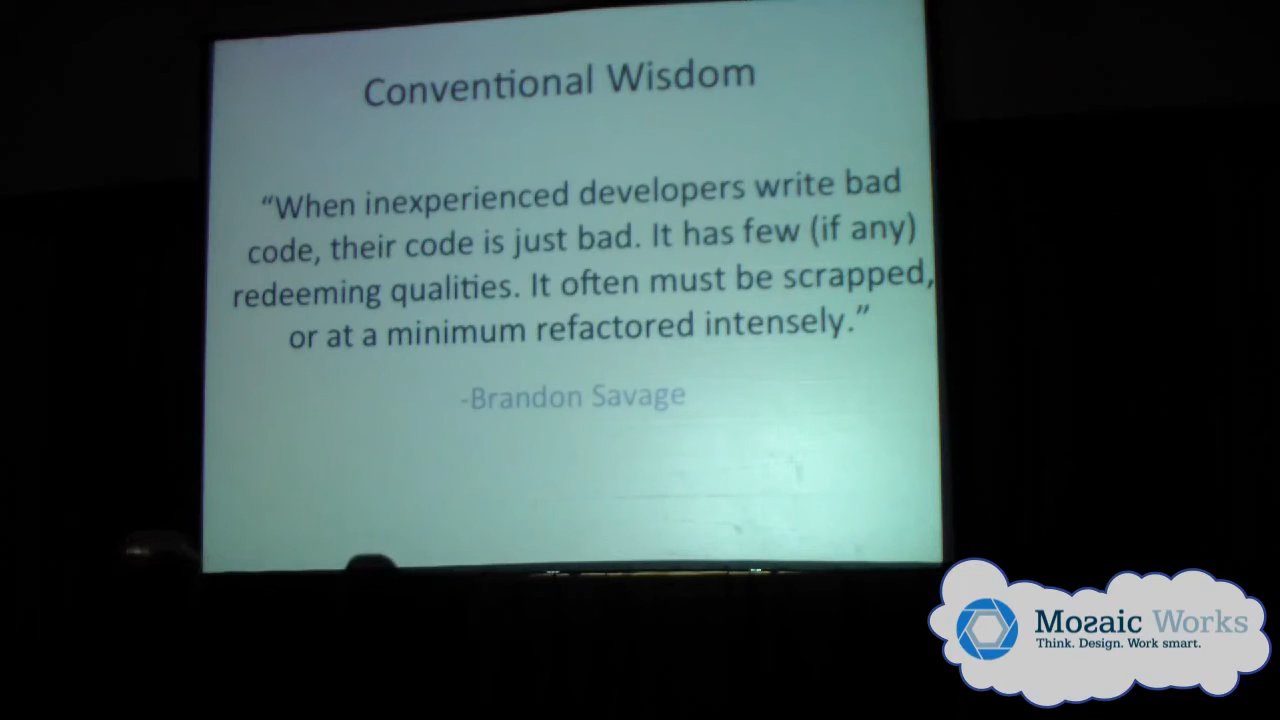 Conventional Wisdom
“When inexperienced developers write bad
code, their code is just bad. It has few (if any)
redeeming qualities. It often must be scrapped,
or at a minimum refactored intensely.”
-Brandon Savage
Mosaic Works
Think. Design. Work smart.